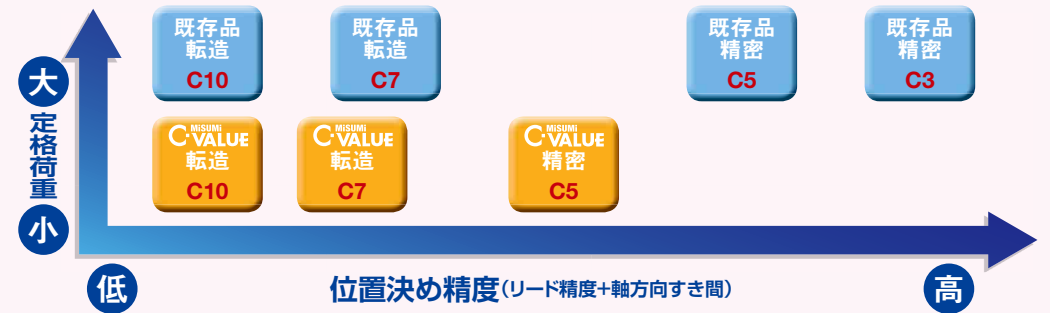 既存品
転造
C10
既存品
転造
C7
既存品
精密
C5
既存品
精密
C3
大
定格荷重
小
MiSUMi
C・VALUE
転造
C10
MiSUMi
C・VALUE
転造
C7
MiSUMi
C・VALUE
精密
C5
低
位置決め精度(リード精度+軸方向すき間)
高